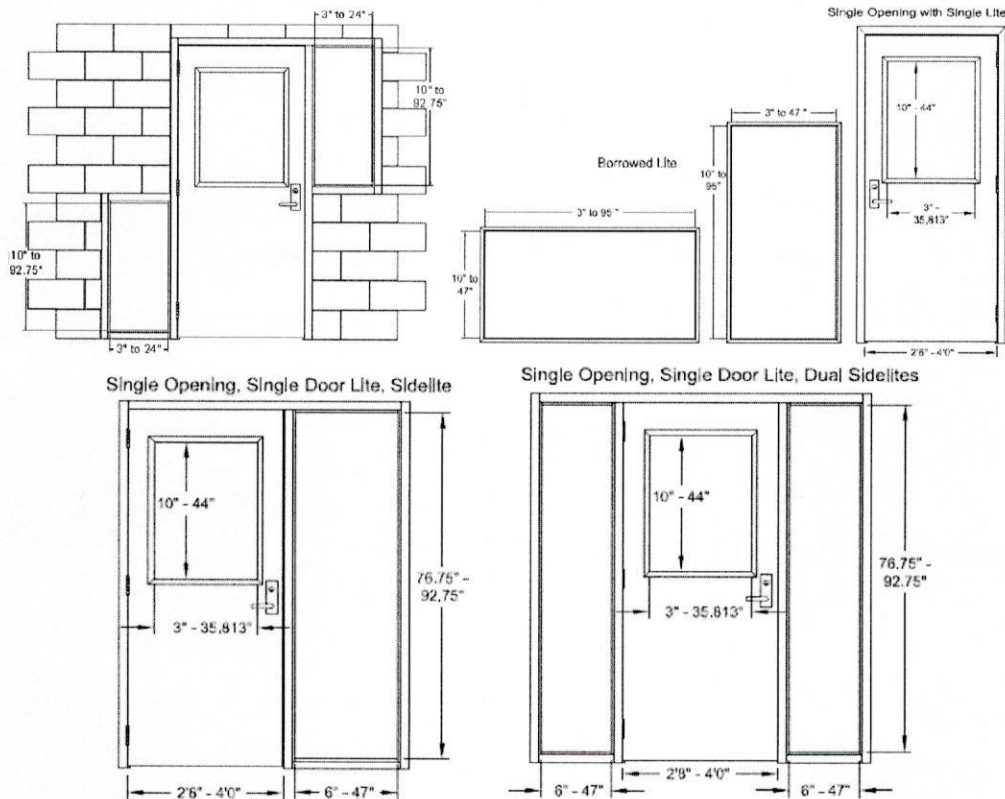 3" to 24"
10" to
92.75"
10" to
92.75"
3" to 24"
Borrowed Lite
3" to 95 "
10" to
47"
3" to 47 "
10" to
95"
Single Opening with Single Lite
10" - 44"
3" -
35.813"
2'6" - 4'0"
Single Opening, Single Door Lite, Sidelite
10" - 44"
3" - 35.813"
76.75" -
92.75"
2'6" - 4'0"
6" - 47"
Single Opening, Single Door Lite, Dual Sidelites
10" - 44"
3" - 35.813"
76.75" -
92.75"
6" - 47"
2'8" - 4'0"
6" - 47"